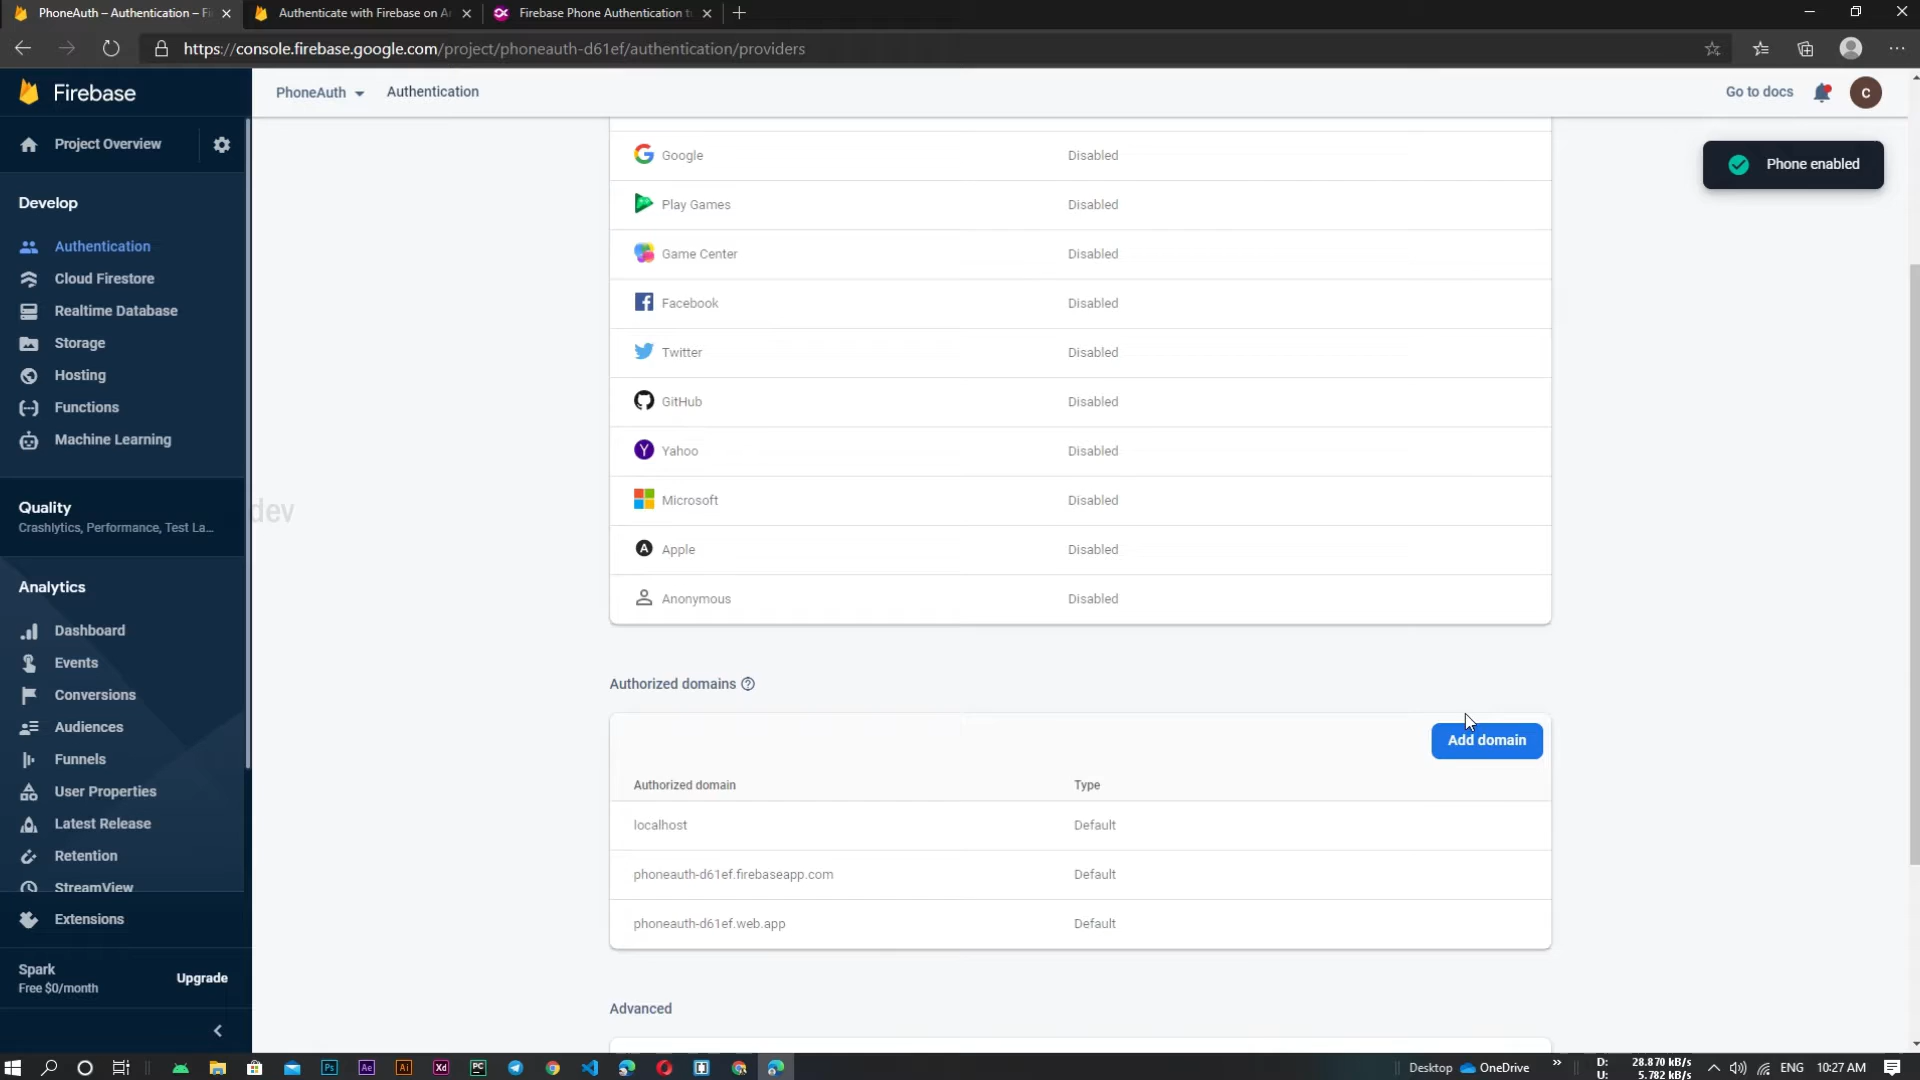 PhoneAuth – Authentication – Fi
Authenticate with Firebase on A
Firebase Phone Authentication t
https://console.firebase.google.com/project/phoneauth-d61ef/authentication/providers
Firebase
PhoneAuth
Authentication
Go to docs
C
Project Overview
Phone enabled
Develop
Authentication
Cloud Firestore
Realtime Database
Storage
Hosting
Functions
Machine Learning
Quality
Crashlytics, Performance, Test La...
dev
Analytics
Dashboard
Events
Conversions
Audiences
Funnels
User Properties
Latest Release
Retention
StreamView
Extensions
Spark
Free $0/month
Upgrade
Google Disabled
Play Games Disabled
Game Center Disabled
Facebook Disabled
Twitter Disabled
GitHub Disabled
Yahoo Disabled
Microsoft Disabled
Apple Disabled
Anonymous Disabled
Authorized domains
Add domain
Authorized domain Type
localhost Default
phoneauth-d61ef.firebaseapp.com Default
phoneauth-d61ef.web.app Default
Advanced
Ps
Ae
Ai
Xd
PC
Desktop
OneDrive
D: 28.870 kB/s
U: 5.782 kB/s
ENG
10:27 AM